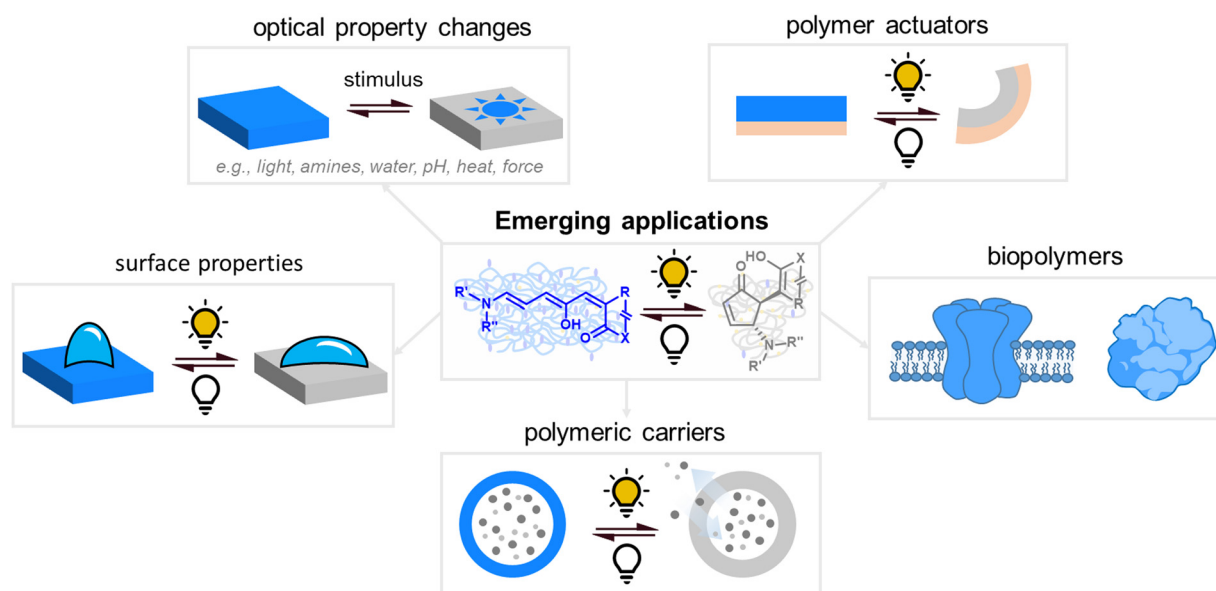 optical property changes
stimulus
e.g., light, amines, water, pH, heat, force
polymer actuators
Emerging applications
R'
N
R"
OH
O
R
X
HO
O
X
R
N
R"
R'
surface properties
biopolymers
polymeric carriers